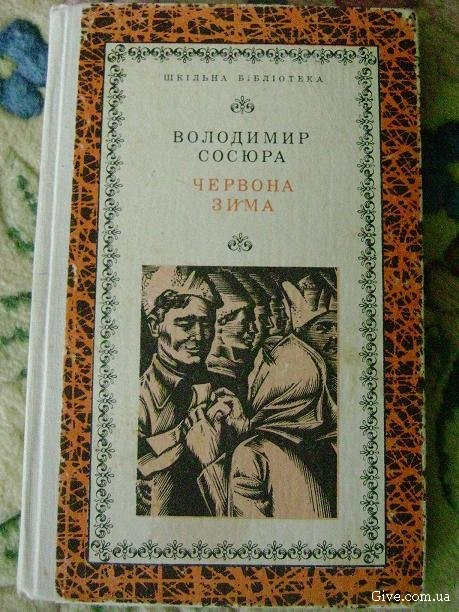 ШКІЛЬНА БІБЛІОТЕКА
ВОЛОДИМИР
СОСЮРА
ЧЕРВОНА
ЗИМА
Give.com.ua